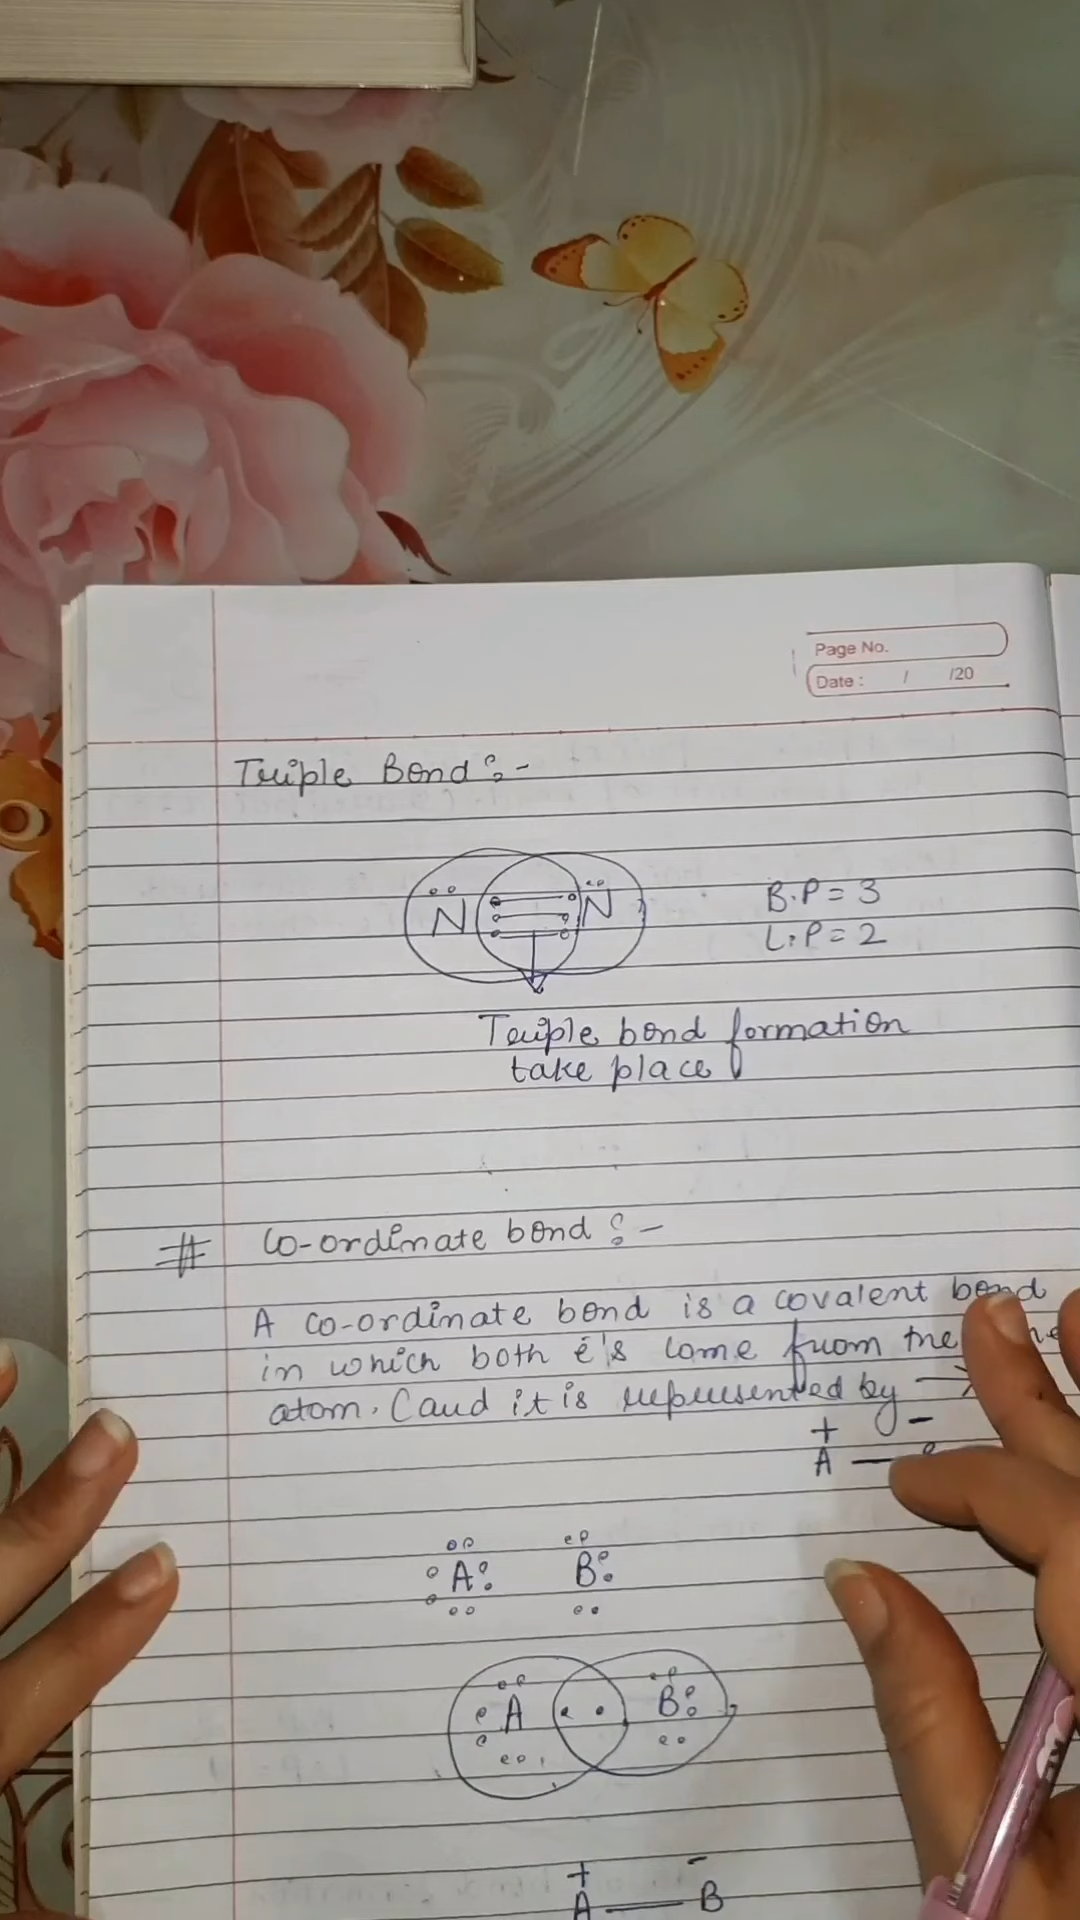 Page No.
Date : / /20
Triple Bond :-
N N
B.P = 3
L.P = 2
Triple bond formation
take place
# Co-ordinate bond :-
A co-ordinate bond is a covalent bond
in which both e's come from the
atom. (and it is represented by →
+ -
A —
A B
A B
+ -
A — B